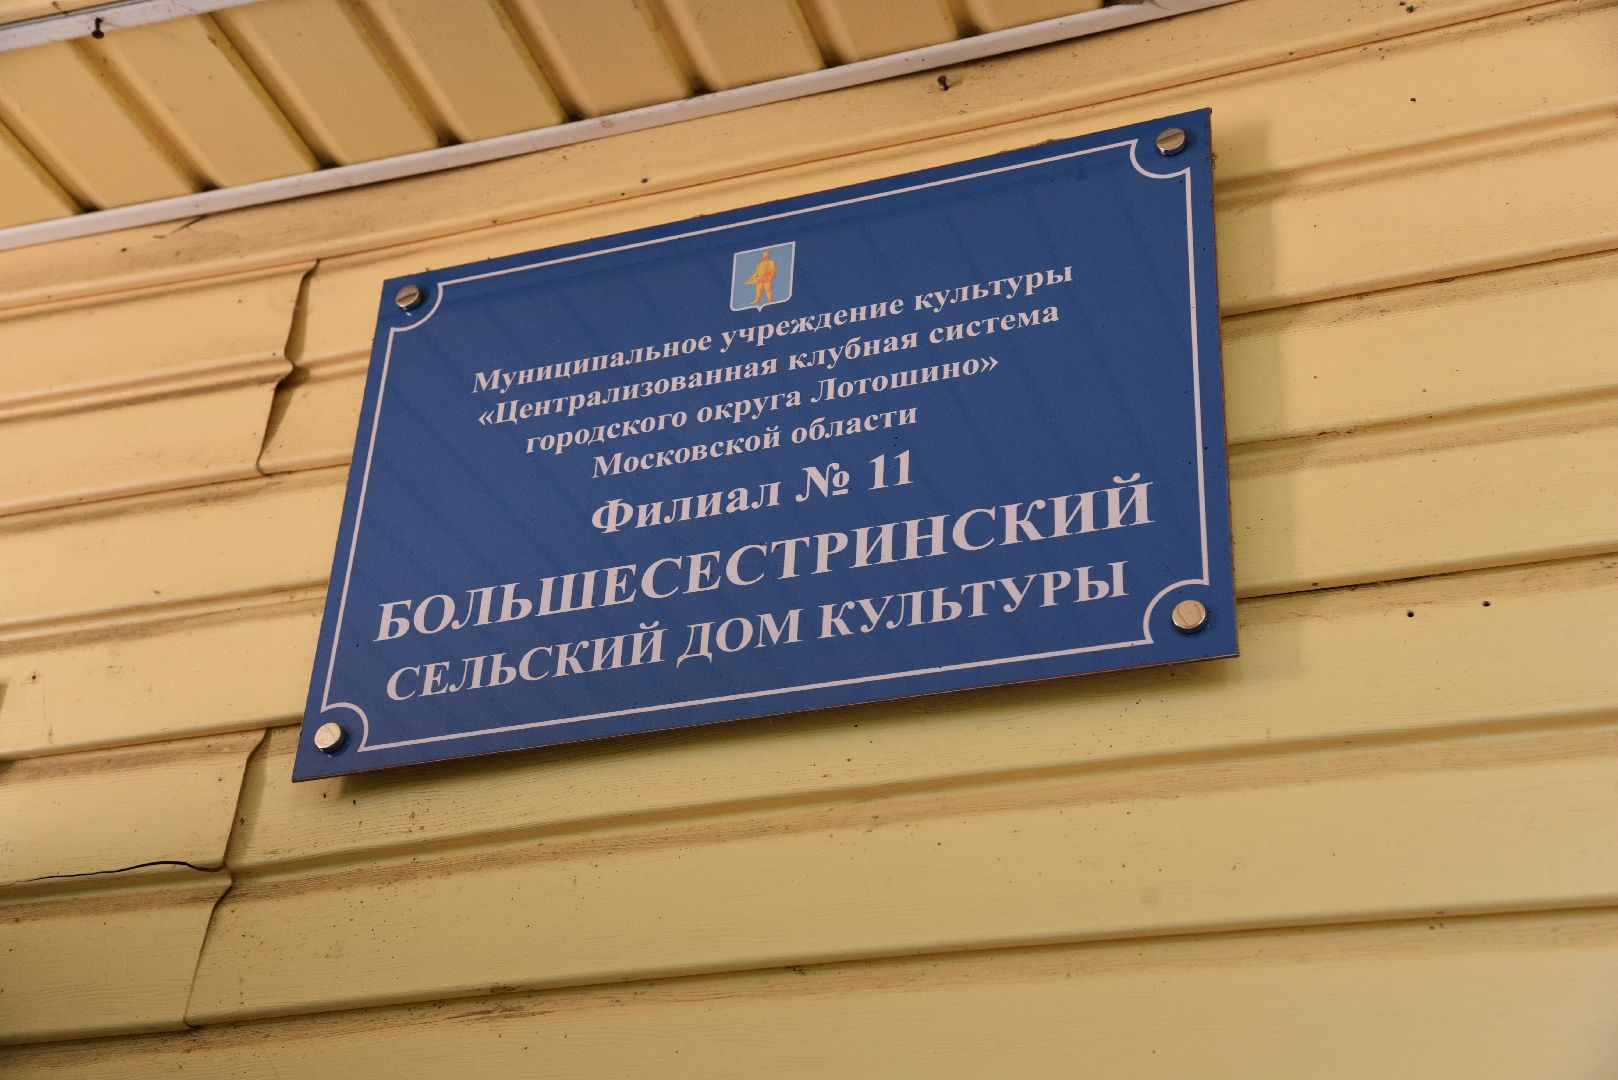 Муниципальное учреждение культуры
«Централизованная клубная система
городского округа Лотошино»
Московской области
Филиал № 11
БОЛЬШЕСЕСТРИНСКИЙ
СЕЛЬСКИЙ ДОМ КУЛЬТУРЫ